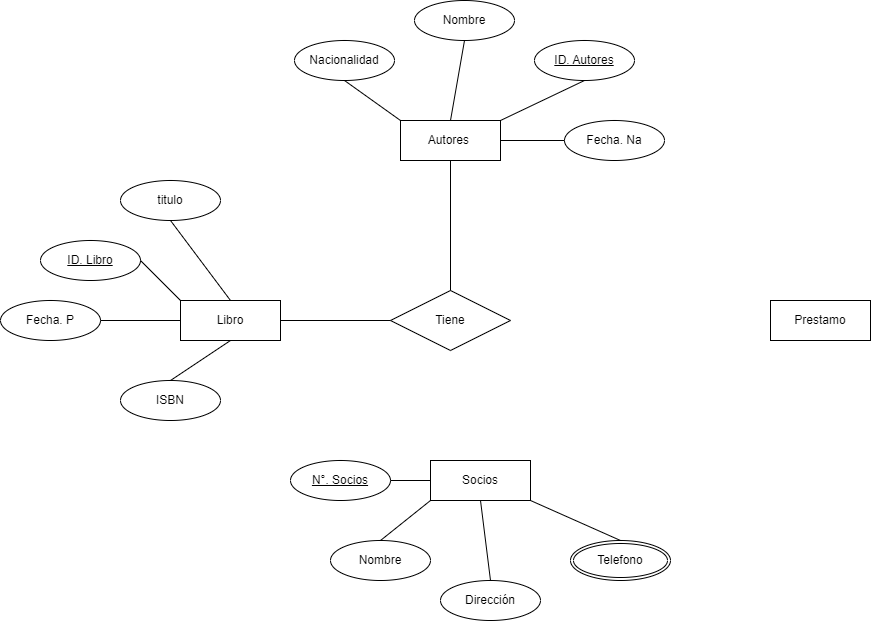 Nombre
Nacionalidad
ID. Autores
Autores
Fecha. Na
titulo
ID. Libro
Fecha. P
Libro
Tiene
Prestamo
ISBN
N°. Socios
Socios
Nombre
Telefono
Dirección